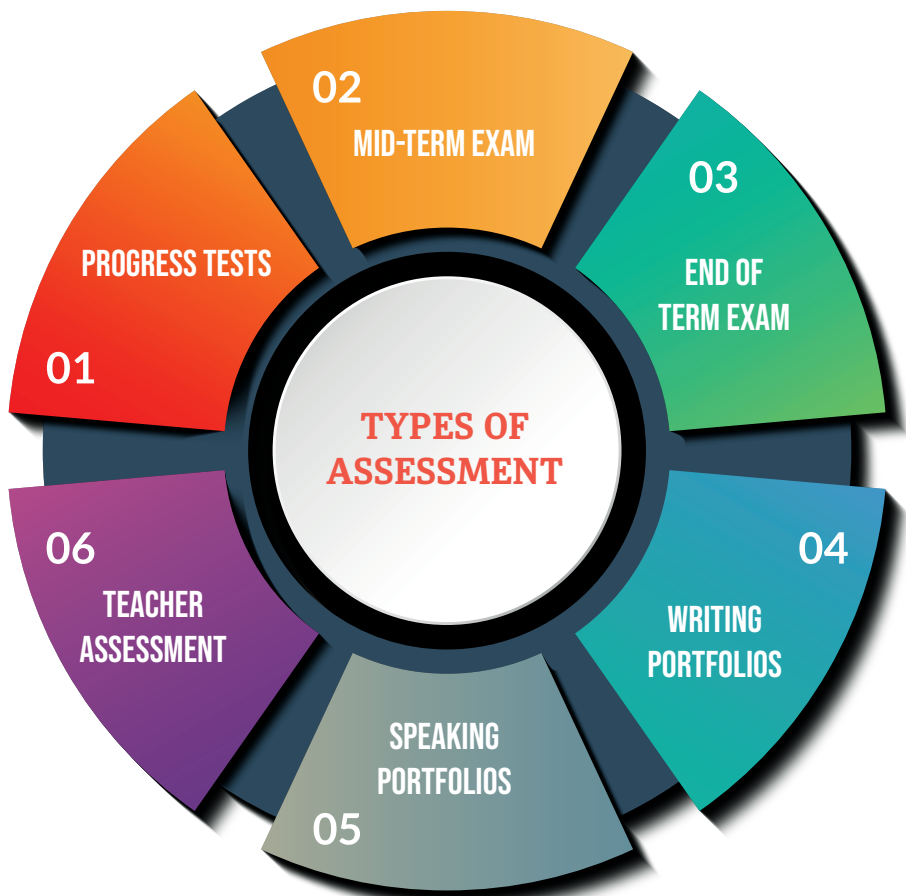 TYPES OF
ASSESSMENT
01
PROGRESS TESTS
02
MID-TERM EXAM
03
END OF
TERM EXAM
04
WRITING
PORTFOLIOS
05
SPEAKING
PORTFOLIOS
06
TEACHER
ASSESSMENT